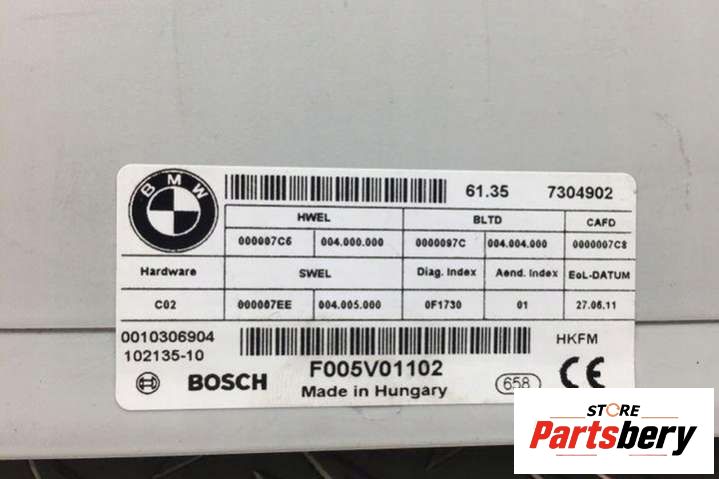 BMW
61.35 7304902
HWEL BLTD CAFD
000007C6 004.000.000 0000097C 004.004.000 0000007C8
Hardware SWEL Diag. Index Aend. Index EoL-DATUM
C02 000007EE 004.005.000 0F1730 01 27.06.11
0010306904 HKFM
102135-10
BOSCH F005V01102
Made in Hungary 658 CE
STORE
Partsbery